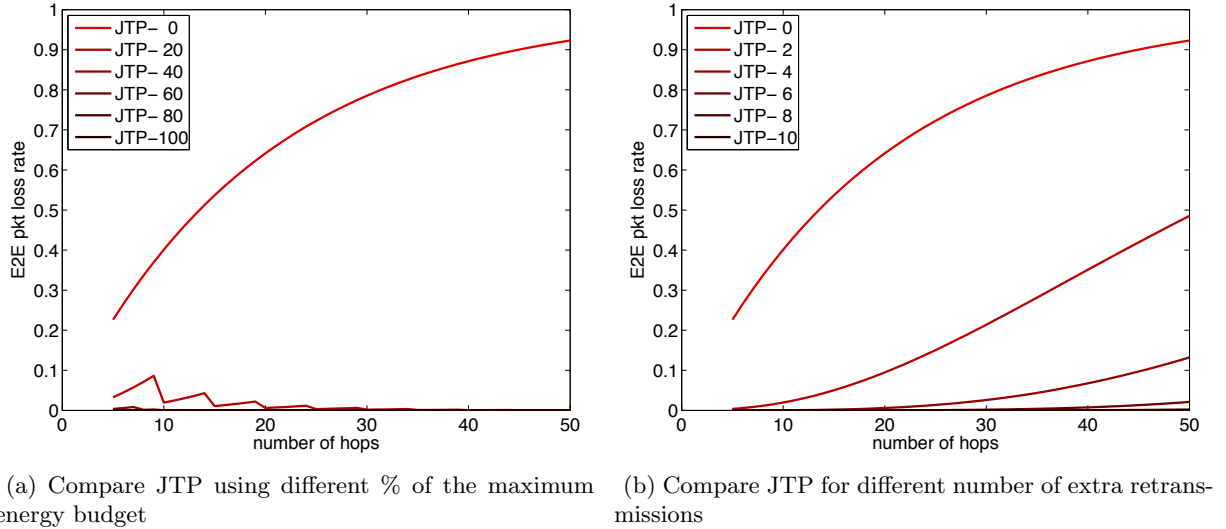 1
0.9
0.8
0.7
0.6
0.5
0.4
0.3
0.2
0.1
0
E2E pkt loss rate
JTP– 0
JTP– 20
JTP– 40
JTP– 60
JTP– 80
JTP–100
0 10 20 30 40 50
number of hops
1
0.9
0.8
0.7
0.6
0.5
0.4
0.3
0.2
0.1
0
E2E pkt loss rate
JTP– 0
JTP– 2
JTP– 4
JTP– 6
JTP– 8
JTP–10
0 10 20 30 40 50
number of hops
(a) Compare JTP using different % of the maximum
energy budget
(b) Compare JTP for different number of extra retrans-
missions